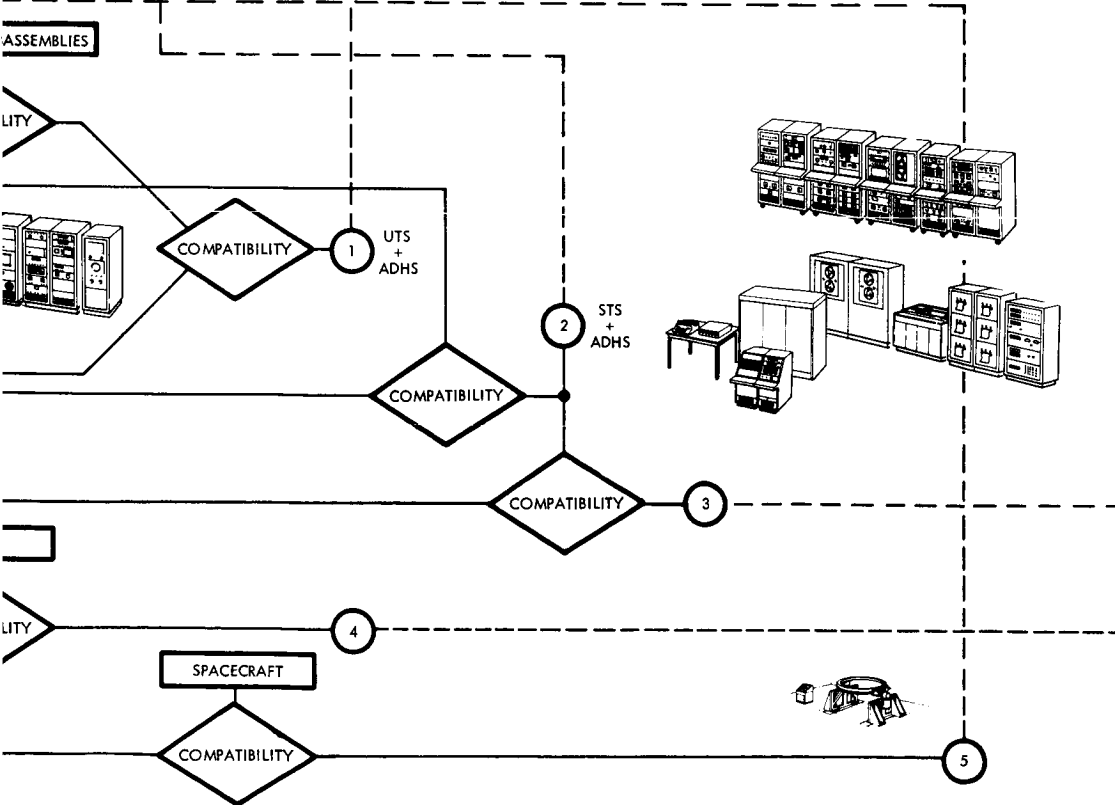 ASSEMBLIES
LITY
COMPATIBILITY
1
UTS
+
ADHS
2
STS
+
ADHS
COMPATIBILITY
COMPATIBILITY
3
LITY
4
SPACECRAFT
COMPATIBILITY
5